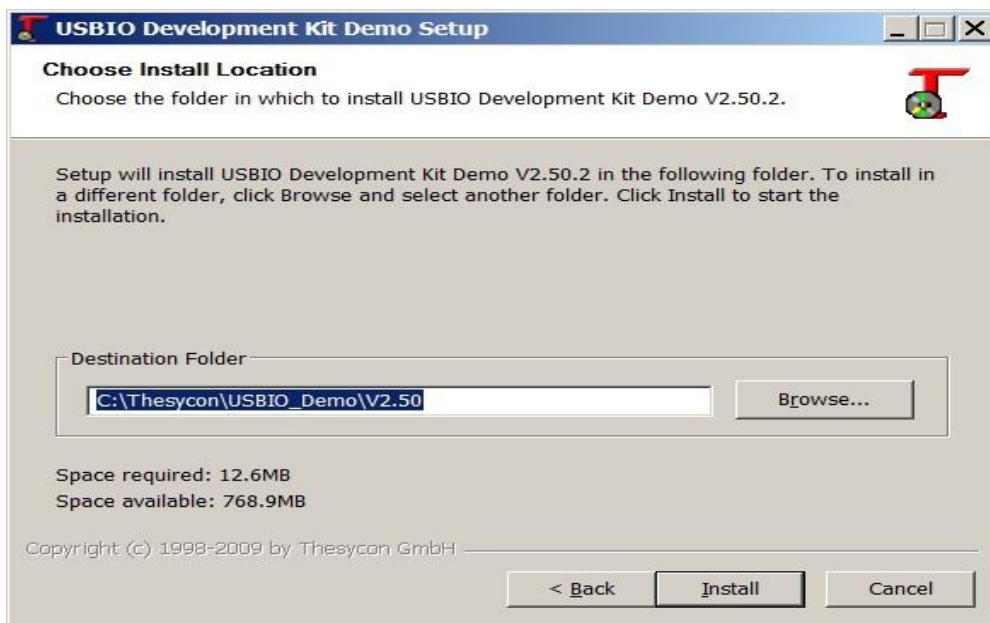 USBIO Development Kit Demo Setup
Choose Install Location
Choose the folder in which to install USBIO Development Kit Demo V2.50.2.
Setup will install USBIO Development Kit Demo V2.50.2 in the following folder. To install in
a different folder, click Browse and select another folder. Click Install to start the
installation.
Destination Folder
C:\Thesycon\USBIO_Demo\V2.50
Browse...
Space required: 12.6MB
Space available: 768.9MB
Copyright (c) 1998-2009 by Thesycon GmbH
< Back
Install
Cancel